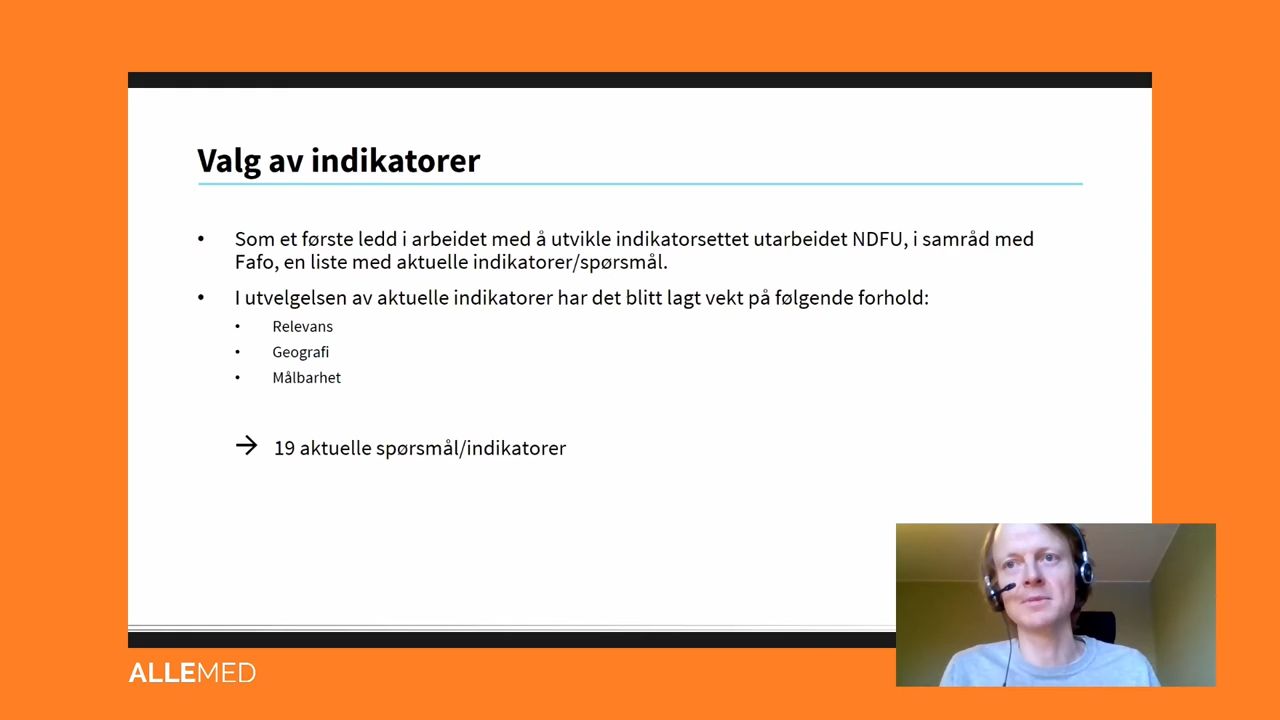 Valg av indikatorer
• Som et første ledd i arbeidet med å utvikle indikatorsettet utarbeidet NDFU, i samråd med
Fafo, en liste med aktuelle indikatorer/spørsmål.
• I utvelgelsen av aktuelle indikatorer har det blitt lagt vekt på følgende forhold:
• Relevans
• Geografi
• Målbarhet
→ 19 aktuelle spørsmål/indikatorer
ALLEMED